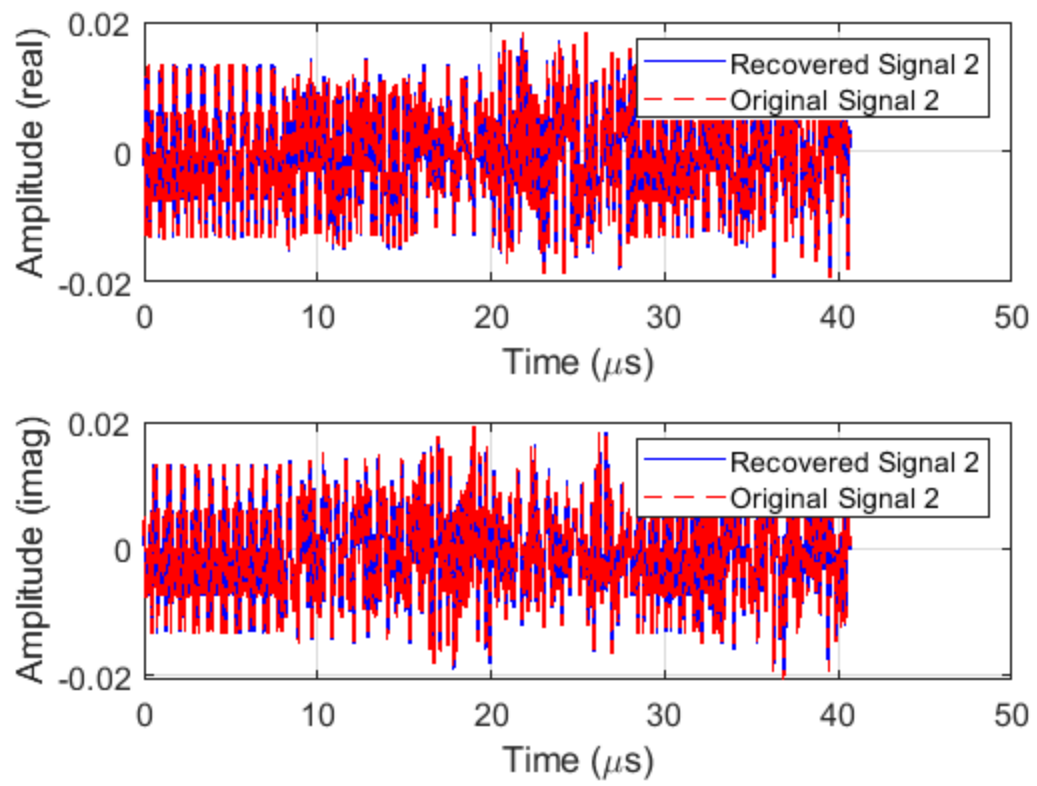 0.02
0
-0.02
Amplitude (real)
Recovered Signal 2
Original Signal 2
0 10 20 30 40 50
Time (μs)
0.02
0
-0.02
Amplitude (imag)
Recovered Signal 2
Original Signal 2
0 10 20 30 40 50
Time (μs)